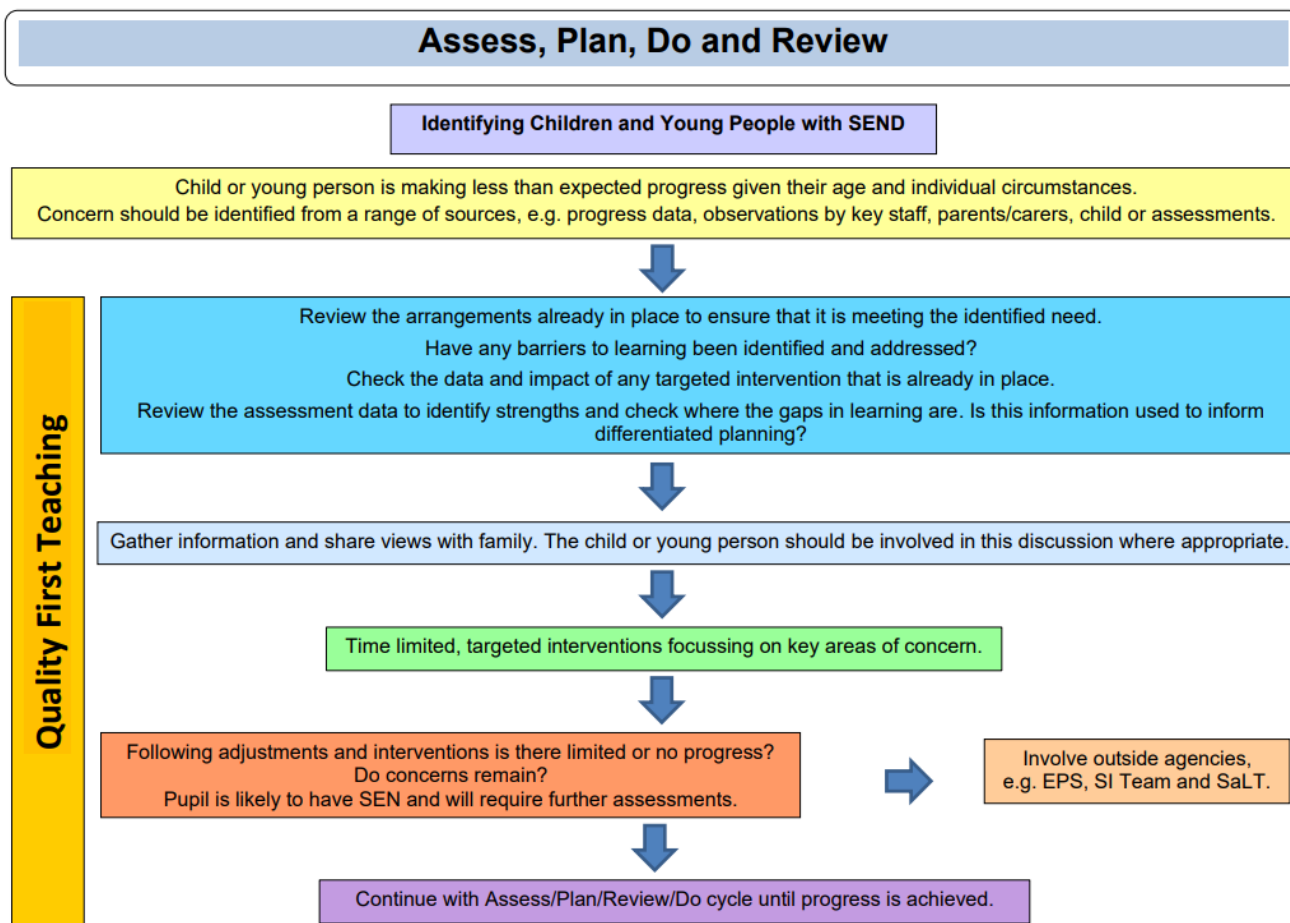 Assess, Plan, Do and Review
Identifying Children and Young People with SEND
Child or young person is making less than expected progress given their age and individual circumstances.
Concern should be identified from a range of sources, e.g. progress data, observations by key staff, parents/carers, child or assessments.
Quality First Teaching
Review the arrangements already in place to ensure that it is meeting the identified need.
Have any barriers to learning been identified and addressed?
Check the data and impact of any targeted intervention that is already in place.
Review the assessment data to identify strengths and check where the gaps in learning are. Is this information used to inform
differentiated planning?
Gather information and share views with family. The child or young person should be involved in this discussion where appropriate.
Time limited, targeted interventions focussing on key areas of concern.
Following adjustments and interventions is there limited or no progress?
Do concerns remain?
Pupil is likely to have SEN and will require further assessments.
Involve outside agencies,
e.g. EPS, SI Team and SaLT.
Continue with Assess/Plan/Review/Do cycle until progress is achieved.